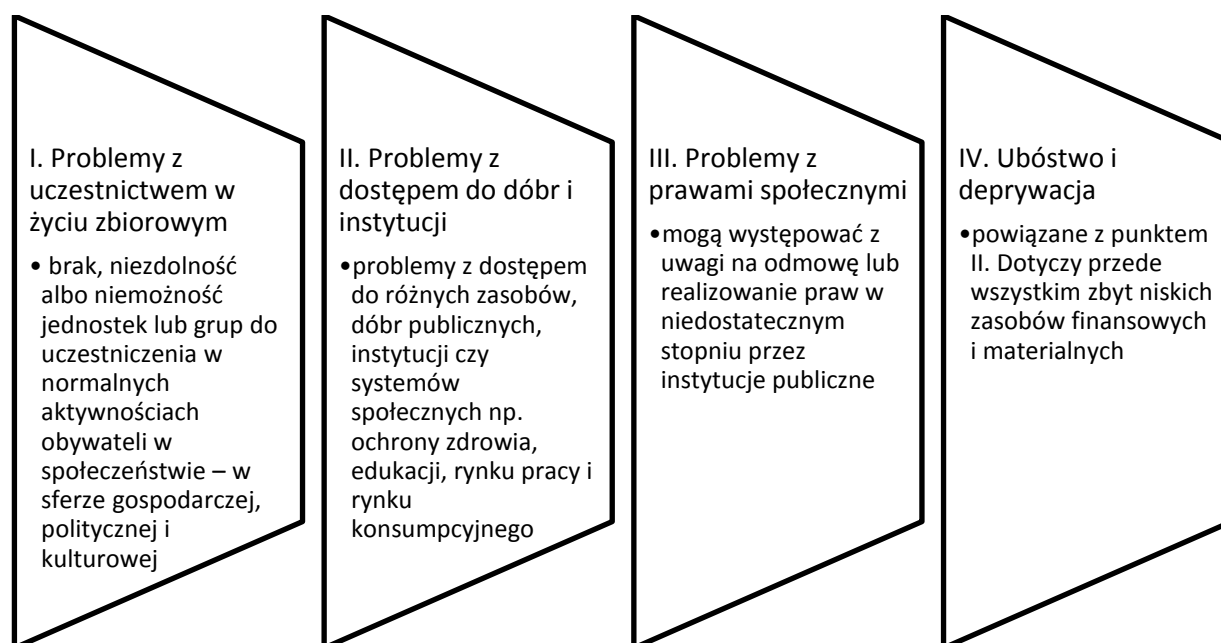 I. Problemy z
uczestnictwem w
życiu zbiorowym
• brak, niezdolność
albo niemożność
jednostek lub grup do
uczestniczenia w
normalnych
aktywnościach
obywateli w
społeczeństwie – w
sferze gospodarczej,
politycznej i
kulturowej
II. Problemy z
dostępem do dóbr i
instytucji
•problemy z dostępem
do różnych zasobów,
dóbr publicznych,
instytucji czy
systemów
społecznych np.
ochrony zdrowia,
edukacji, rynku pracy i
rynku
konsumpcyjnego
III. Problemy z
prawami społecznymi
•mogą występować z
uwagi na odmowę lub
realizowanie praw w
niedostatecznym
stopniu przez
instytucje publiczne
IV. Ubóstwo i
deprywacja
•powiązane z punktem
II. Dotyczy przede
wszystkim zbyt niskich
zasobów finansowych
i materialnych